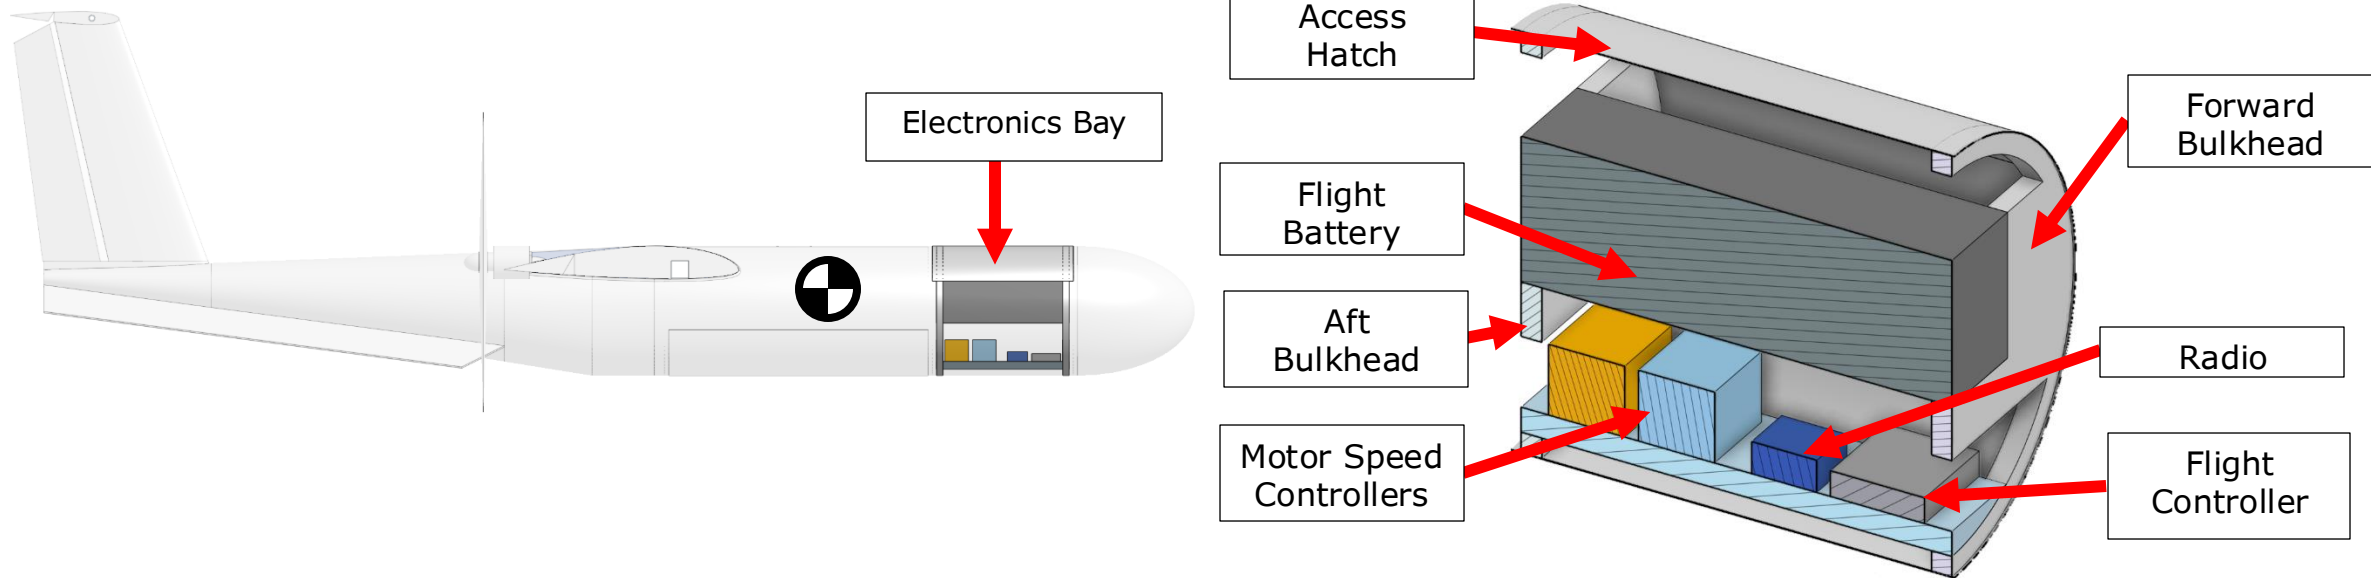 Electronics Bay
Access
Hatch
Forward
Bulkhead
Flight
Battery
Aft
Bulkhead
Radio
Motor Speed
Controllers
Flight
Controller